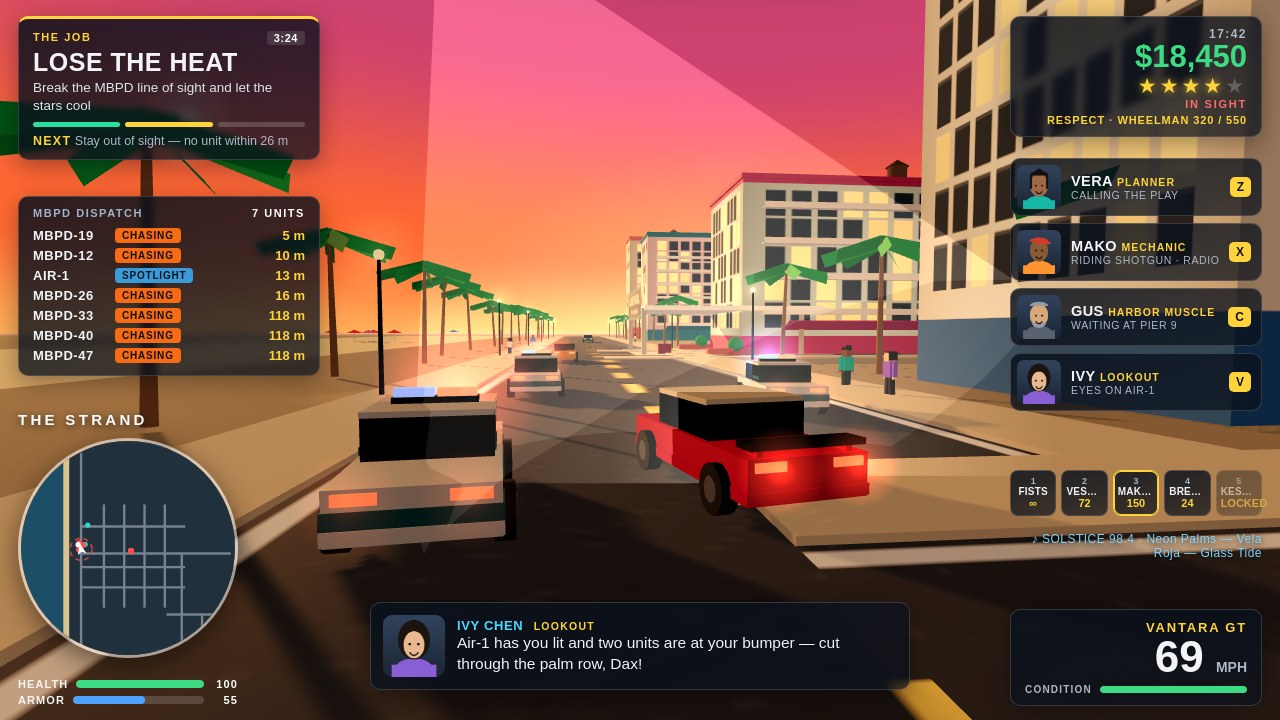 THE JOB 3:24
LOSE THE HEAT
Break the MBPD line of sight and let the
stars cool
NEXT Stay out of sight — no unit within 26 m
MBPD DISPATCH 7 UNITS
MBPD-19 CHASING 5 m
MBPD-12 CHASING 10 m
AIR-1 SPOTLIGHT 13 m
MBPD-26 CHASING 16 m
MBPD-33 CHASING 118 m
MBPD-40 CHASING 118 m
MBPD-47 CHASING 118 m
THE STRAND
HEALTH 100
ARMOR 55
17:42
$18,450
★★★★★
IN SIGHT
RESPECT · WHEELMAN 320 / 550
VERA PLANNER
CALLING THE PLAY
Z
MAKO MECHANIC
RIDING SHOTGUN · RADIO
X
GUS HARBOR MUSCLE
WAITING AT PIER 9
C
IVY LOOKOUT
EYES ON AIR-1
V
1 2 3 4 5
FISTS VES… MAK… BRE… KES…
∞ 72 150 24 LOCKED
♪ SOLSTICE 98.4 · Neon Palms — Vela
Roja — Glass Tide
IVY CHEN LOOKOUT
Air-1 has you lit and two units are at your bumper — cut
through the palm row, Dax!
VANTARA GT
69 MPH
CONDITION